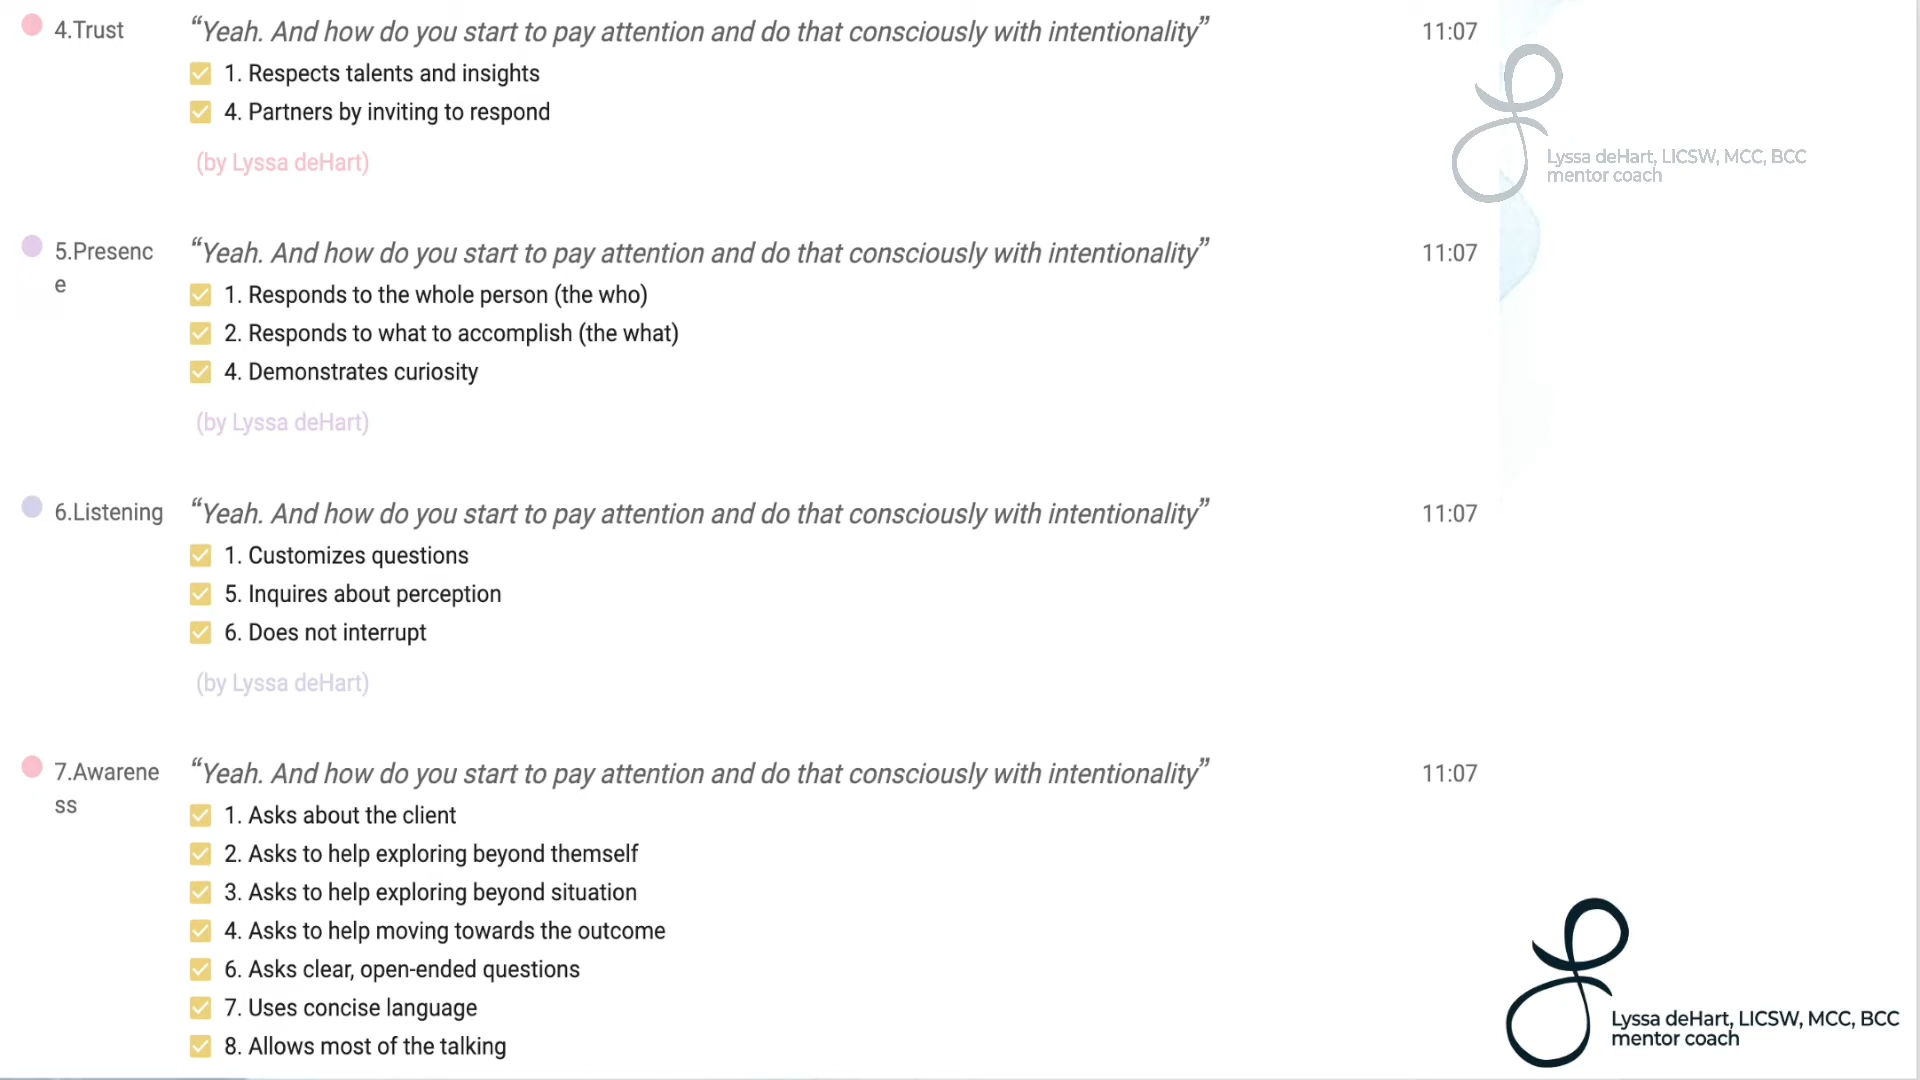 4.Trust
“Yeah. And how do you start to pay attention and do that consciously with intentionality”
11:07
1. Respects talents and insights
4. Partners by inviting to respond
(by Lyssa deHart)
Lyssa deHart, LICSW, MCC, BCC
mentor coach
5.Presenc
e
“Yeah. And how do you start to pay attention and do that consciously with intentionality”
11:07
1. Responds to the whole person (the who)
2. Responds to what to accomplish (the what)
4. Demonstrates curiosity
(by Lyssa deHart)
6.Listening
“Yeah. And how do you start to pay attention and do that consciously with intentionality”
11:07
1. Customizes questions
5. Inquires about perception
6. Does not interrupt
(by Lyssa deHart)
7.Awarene
ss
“Yeah. And how do you start to pay attention and do that consciously with intentionality”
11:07
1. Asks about the client
2. Asks to help exploring beyond themself
3. Asks to help exploring beyond situation
4. Asks to help moving towards the outcome
6. Asks clear, open-ended questions
7. Uses concise language
8. Allows most of the talking
Lyssa deHart, LICSW, MCC, BCC
mentor coach